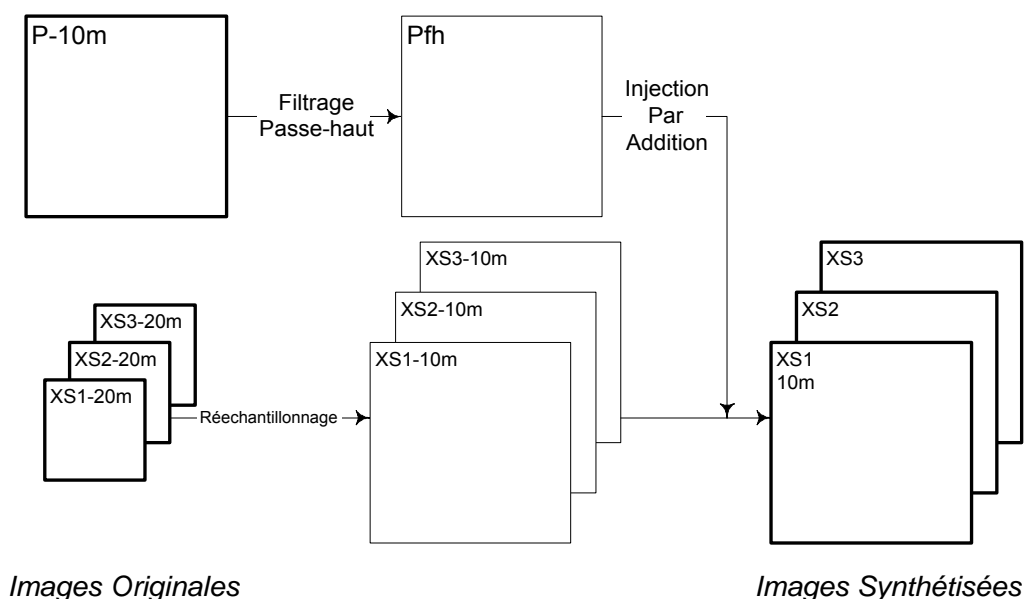 P-10m
Filtrage
Passe-haut
Pfh
Injection
Par
Addition
XS3-20m
XS2-20m
XS1-20m
Réechantillonnage
XS3-10m
XS2-10m
XS1-10m
XS3
XS2
XS1
10m
Images Originales
Images Synthétisées